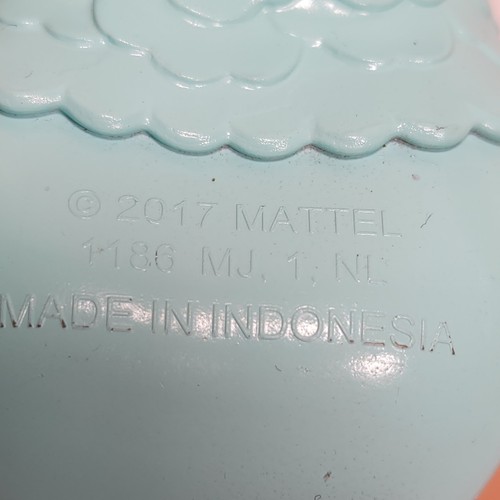 © 2017 MATTEL
1186 MJ, 1, NL
MADE IN INDONESIA